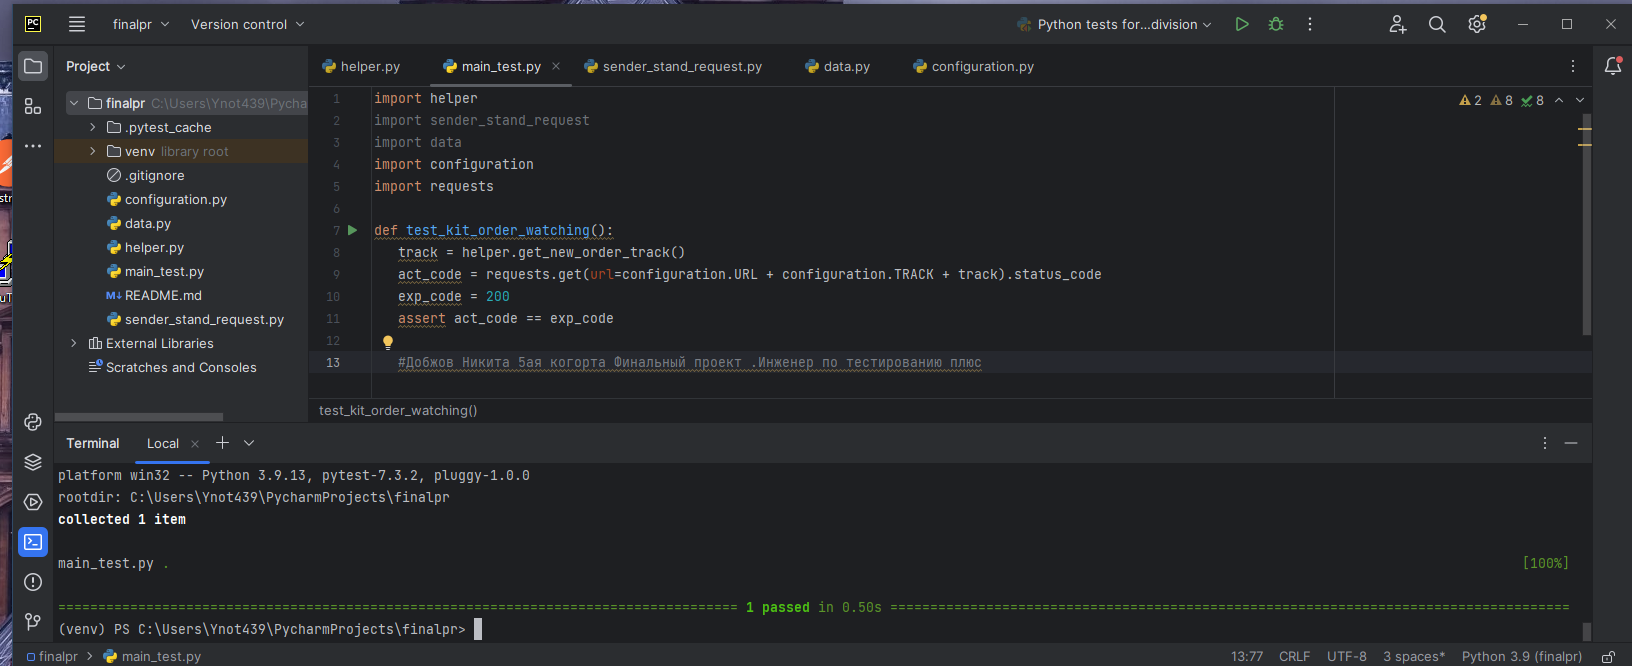 PC
finalpr
Version control
Python tests for...division
Project
helper.py
main_test.py
sender_stand_request.py
data.py
configuration.py
finalpr C:\Users\Ynot439\Pycha
.pytest_cache
venv library root
.gitignore
configuration.py
data.py
helper.py
main_test.py
M↓ README.md
sender_stand_request.py
External Libraries
Scratches and Consoles
2 8 8
1 import helper
2 import sender_stand_request
3 import data
4 import configuration
5 import requests
6
7 def test_kit_order_watching():
8 track = helper.get_new_order_track()
9 act_code = requests.get(url=configuration.URL + configuration.TRACK + track).status_code
10 exp_code = 200
11 assert act_code == exp_code
12
13 #Добжов Никита 5ая когорта Финальный проект .Инженер по тестированию плюс
test_kit_order_watching()
Terminal
Local
platform win32 -- Python 3.9.13, pytest-7.3.2, pluggy-1.0.0
rootdir: C:\Users\Ynot439\PycharmProjects\finalpr
collected 1 item
main_test.py . [100%]
1 passed in 0.50s
(venv) PS C:\Users\Ynot439\PycharmProjects\finalpr>
finalpr
main_test.py
13:77
CRLF
UTF-8
3 spaces*
Python 3.9 (finalpr)